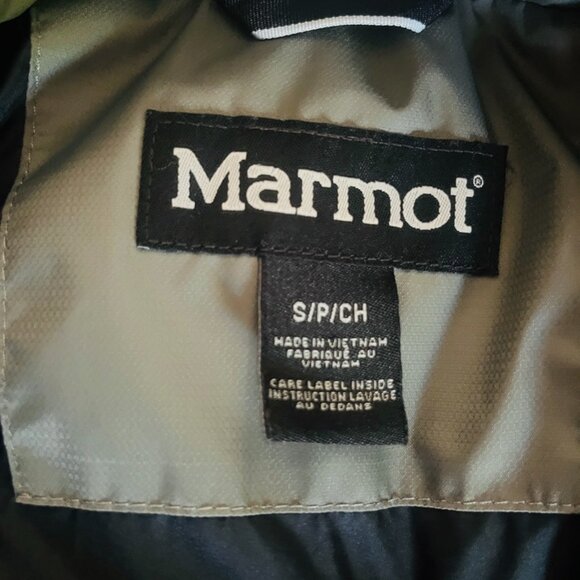 Marmot®
S/P/CH
MADE IN VIETNAM
FABRIQUÉ AU
VIETNAM
CARE LABEL INSIDE
INSTRUCTION LAVAGE
AU DEDANS